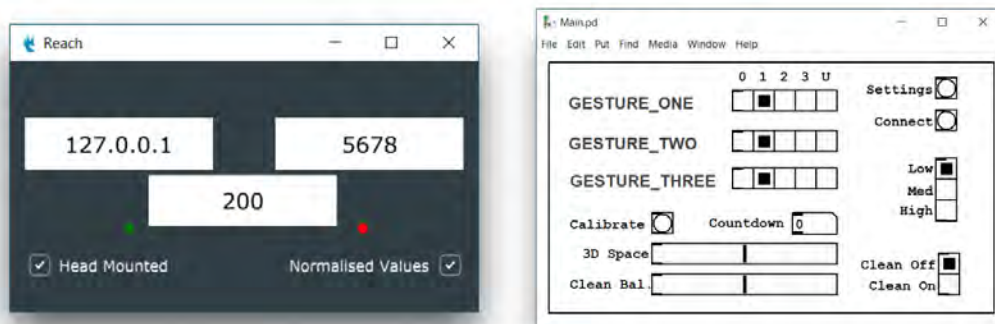 Reach
127.0.0.1
5678
200
Head Mounted
Normalised Values
Main.pd
File Edit Put Find Media Window Help
0 1 2 3 U
GESTURE_ONE
GESTURE_TWO
GESTURE_THREE
Calibrate
Countdown 0
3D Space
Clean Bal.
Settings
Connect
Low
Med
High
Clean Off
Clean On